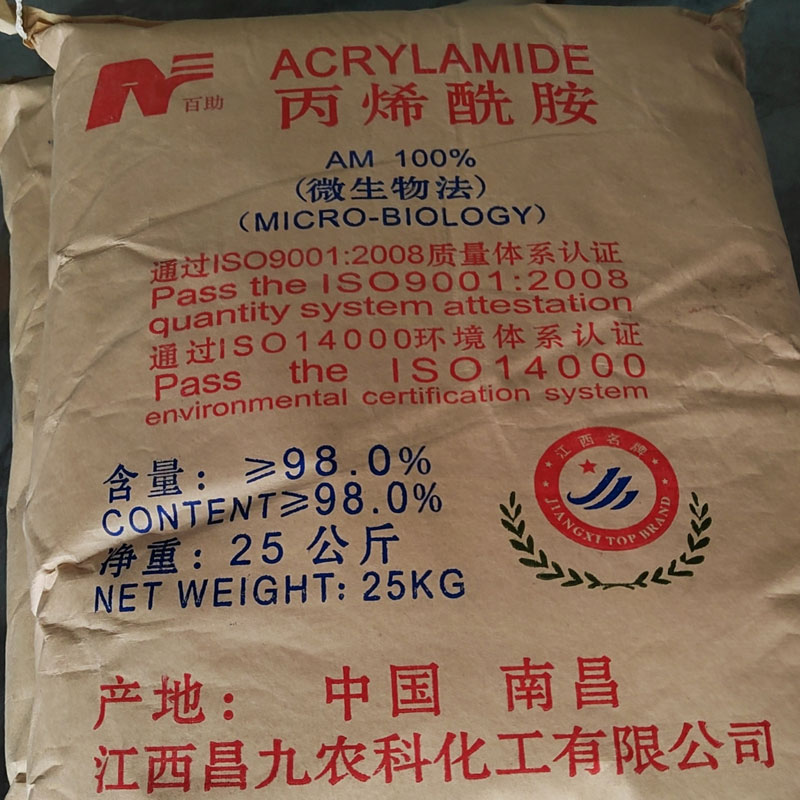 ACRYLAMIDE
百助
丙烯酰胺
AM 100%
(微生物法)
(MICRO-BIOLOGY)
通过ISO9001:2008质量体系认证
Pass the ISO9001:2008
quantity system attestation
通过ISO14000环境体系认证
Pass the ISO14000
environmental certification system
含量: ≥98.0%
CONTENT≥98.0%
净重: 25 公斤
NET WEIGHT: 25KG
江西名牌
JIANGXI TOP BRAND
产地: 中国 南昌
江西昌九农科化工有限公司